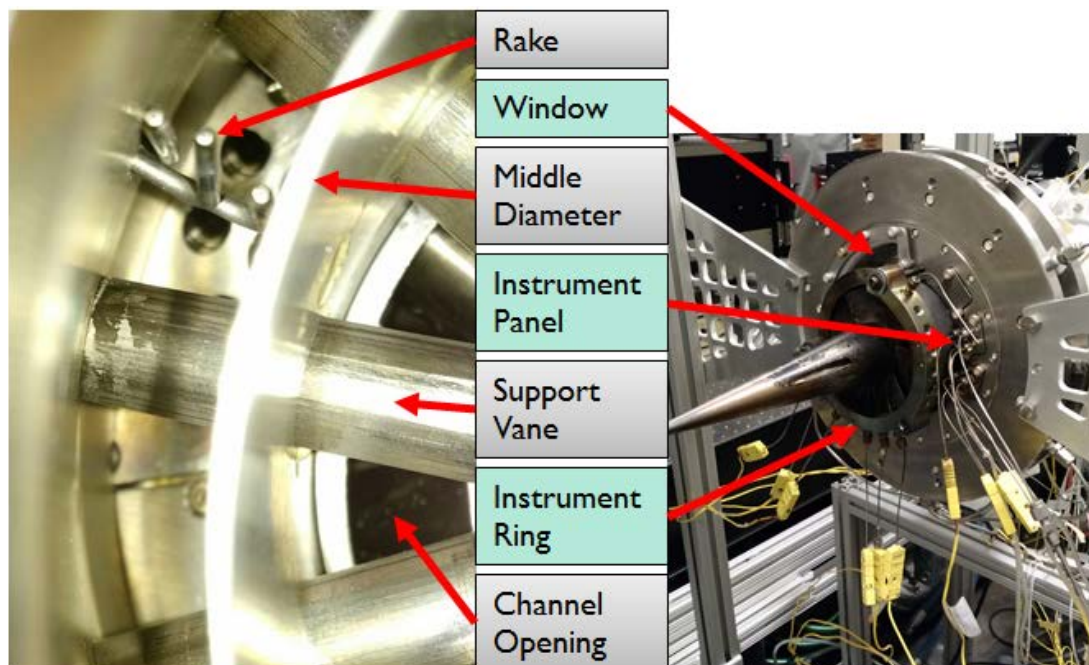 Rake
Window
Middle
Diameter
Instrument
Panel
Support
Vane
Instrument
Ring
Channel
Opening